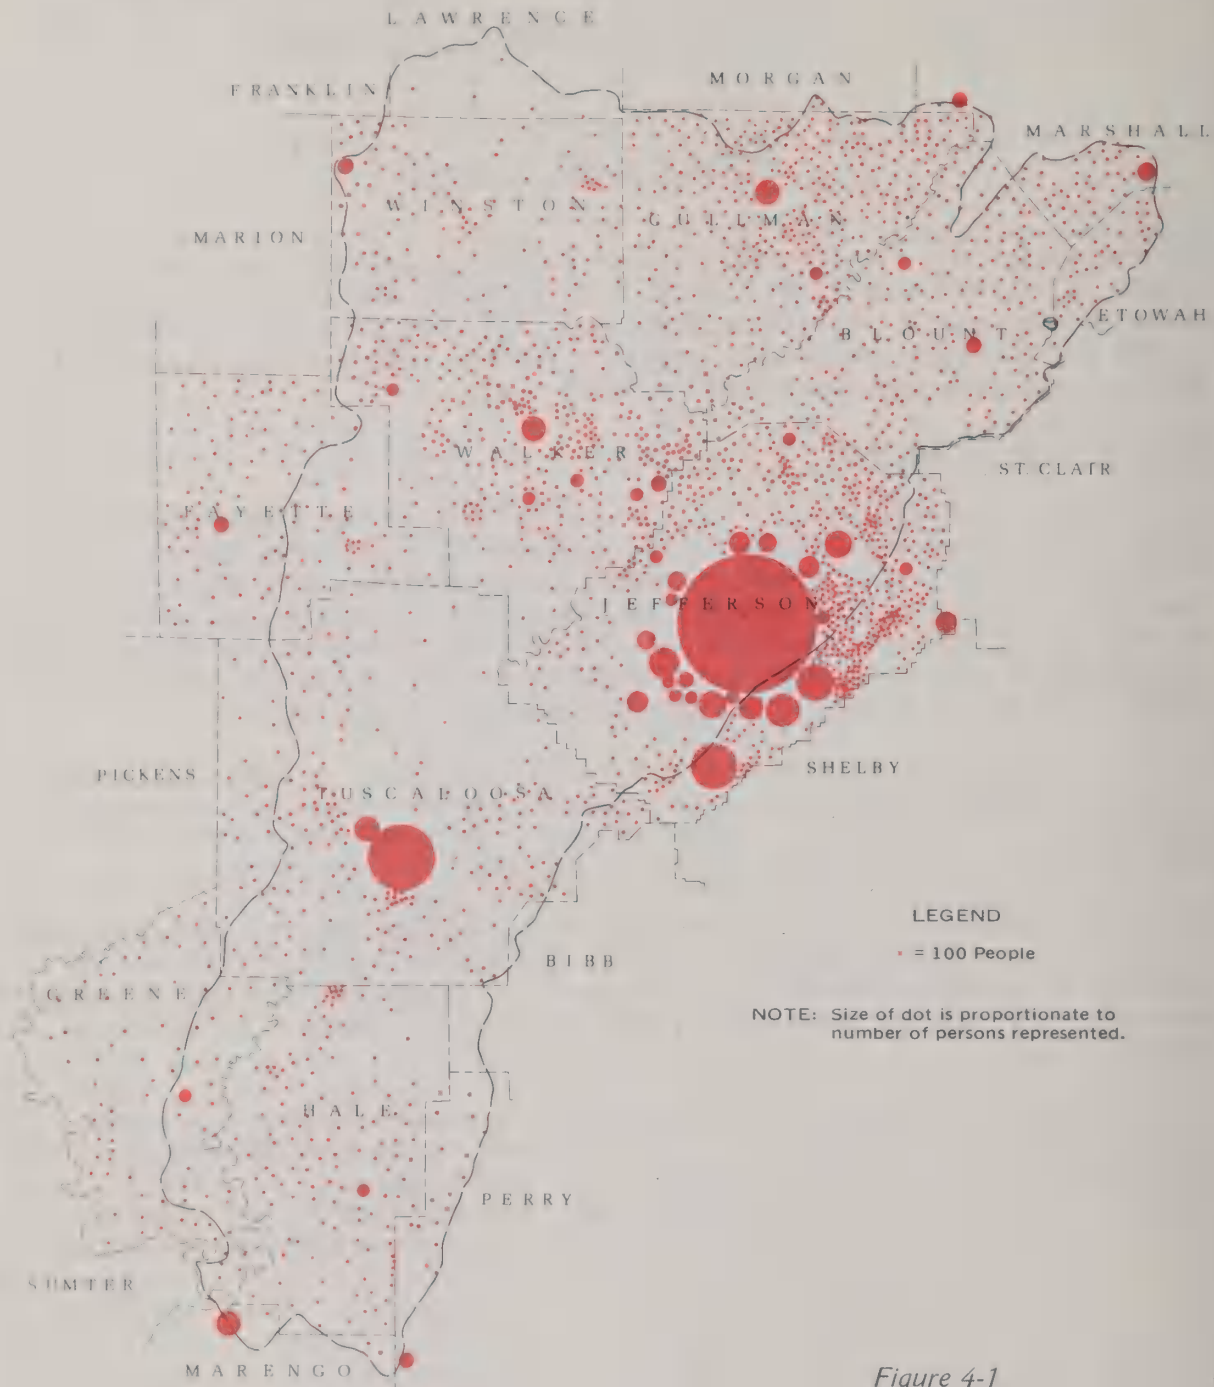 LAWRENCE
FRANKLIN
MORGAN
MARSHALL
WINSTON
CULLMAN
MARION
BLOUNT
ETOWAH
WALKER
ST. CLAIR
FAYETTE
JEFFERSON
PICKENS
TUSCALOOSA
SHELBY
LEGEND
= 100 People
BIBB
GREENE
NOTE: Size of dot is proportionate to
number of persons represented.
HALE
PERRY
SUMTER
MARENGO
Figure 4-1